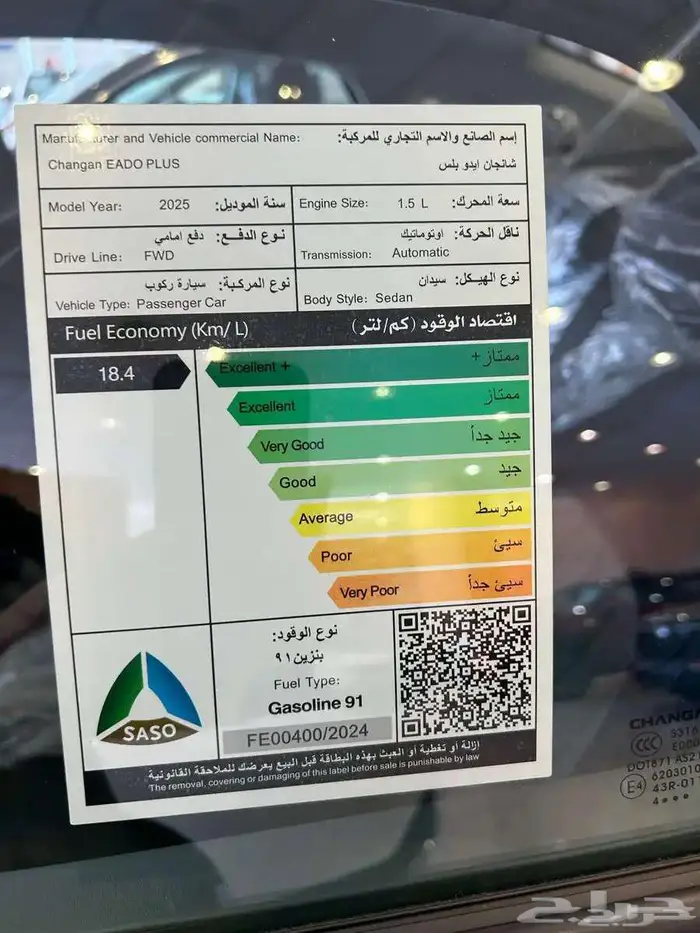 Manufacturer and Vehicle commercial Name: إسم الصانع والاسم التجاري للمركبة:
Changan EADO PLUS شانجان ايدو بلس
Model Year: 2025 سنة الموديل:
Engine Size: 1.5 L سعة المحرك:
نوع الدفع: دفع امامي
Drive Line: FWD
ناقل الحركة: اوتوماتيك
Transmission: Automatic
نوع المركبة: سيارة ركوب
Vehicle Type: Passenger Car
نوع الهيكل: سيدان
Body Style: Sedan
Fuel Economy (Km/ L) اقتصاد الوقود (كم/لتر)
18.4
Excellent + ممتاز+
Excellent ممتاز
Very Good جيد جداً
Good جيد
Average متوسط
Poor سيئ
Very Poor سيئ جداً
نوع الوقود:
بنزين ٩١
Fuel Type:
Gasoline 91
FE00400/2024
SASO
إزالة أو تغطية أو العبث بهذه البطاقة قبل البيع يعرضك للملاحقة القانونية
The removal, covering or damaging of this label before sale is punishable by law
CCC
E4
43R-01
حراج